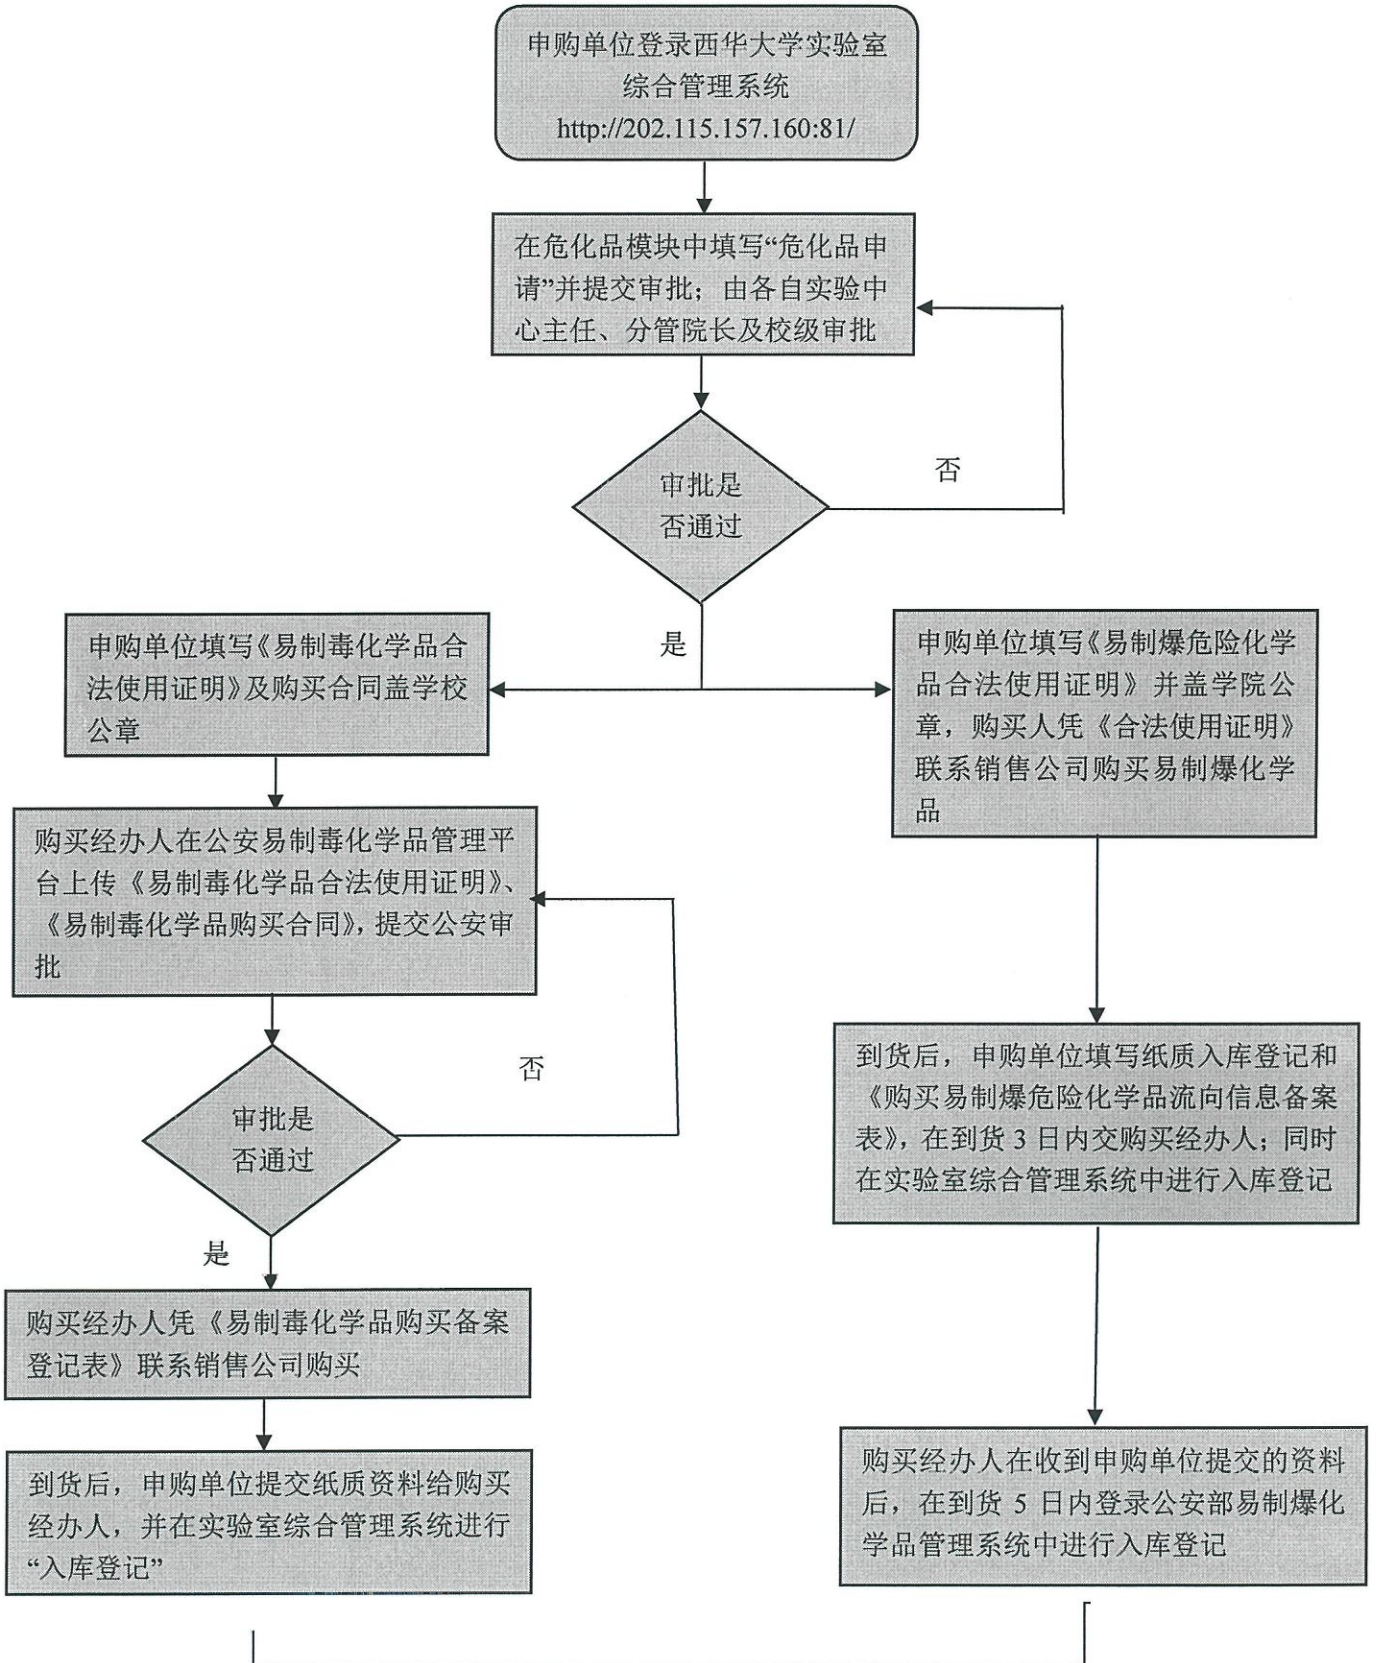 申购单位登录西华大学实验室
综合管理系统
http://202.115.157.160:81/
在危化品模块中填写“危化品申
请”并提交审批；由各自实验中
心主任、分管院长及校级审批
审批是
否通过
否
是
申购单位填写《易制毒化学品合
法使用证明》及购买合同盖学校
公章
购买经办人在公安易制毒化学品管理平
台上传《易制毒化学品合法使用证明》、
《易制毒化学品购买合同》，提交公安审
批
审批是
否通过
否
是
购买经办人凭《易制毒化学品购买备案
登记表》联系销售公司购买
到货后，申购单位提交纸质资料给购买
经办人，并在实验室综合管理系统进行
“入库登记”
申购单位填写《易制爆危险化学
品合法使用证明》并盖学院公
章，购买人凭《合法使用证明》
联系销售公司购买易制爆化学
品
到货后，申购单位填写纸质入库登记和
《购买易制爆危险化学品流向信息备案
表》，在到货 3 日内交购买经办人；同时
在实验室综合管理系统中进行入库登记
购买经办人在收到申购单位提交的资料
后，在到货 5 日内登录公安部易制爆化
学品管理系统中进行入库登记